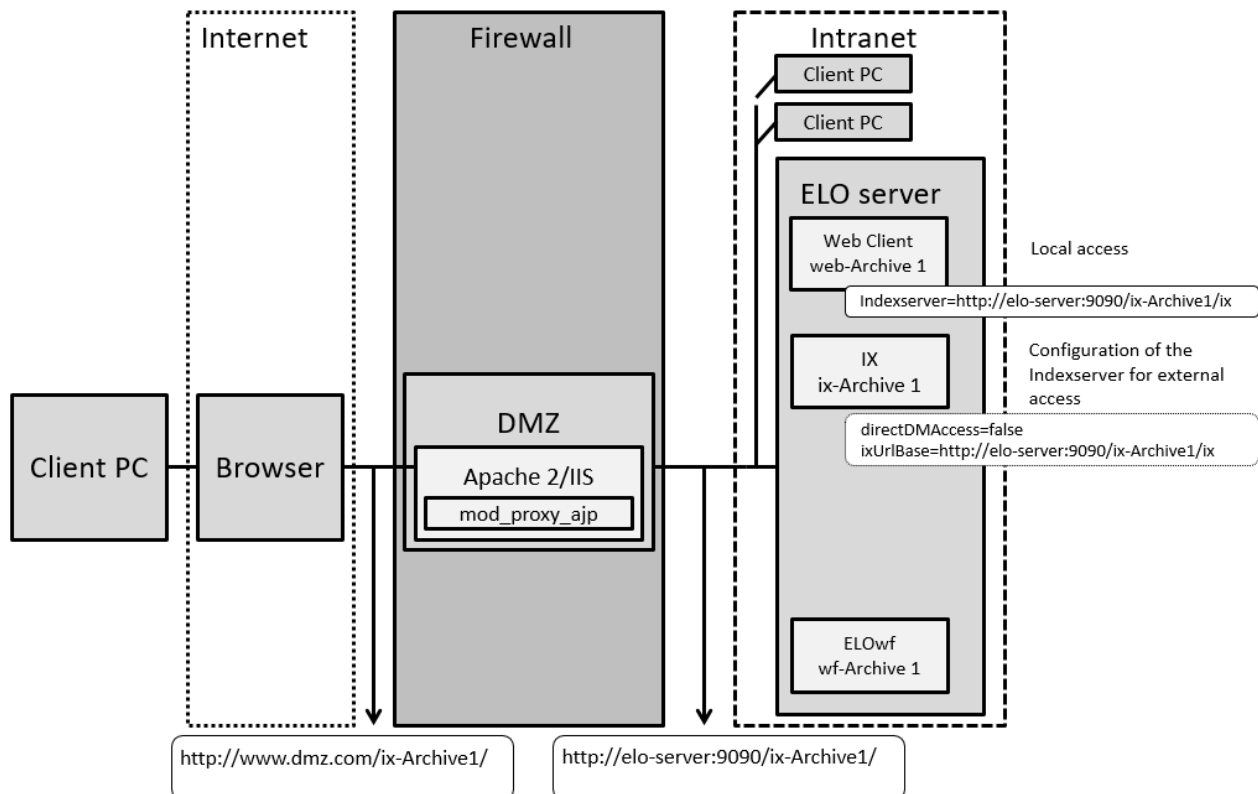 Internet
Firewall
Intranet
Client PC
Client PC
ELO server
Web Client
web-Archive 1
Local access
Indexserver=http://elo-server:9090/ix-Archive1/ix
IX
ix-Archive 1
Configuration of the
Indexserver for external
access
directDMAccess=false
ixUrlBase=http://elo-server:9090/ix-Archive1/ix
Client PC
Browser
DMZ
Apache 2/IIS
mod_proxy_ajp
ELOwf
wf-Archive 1
http://www.dmz.com/ix-Archive1/
http://elo-server:9090/ix-Archive1/